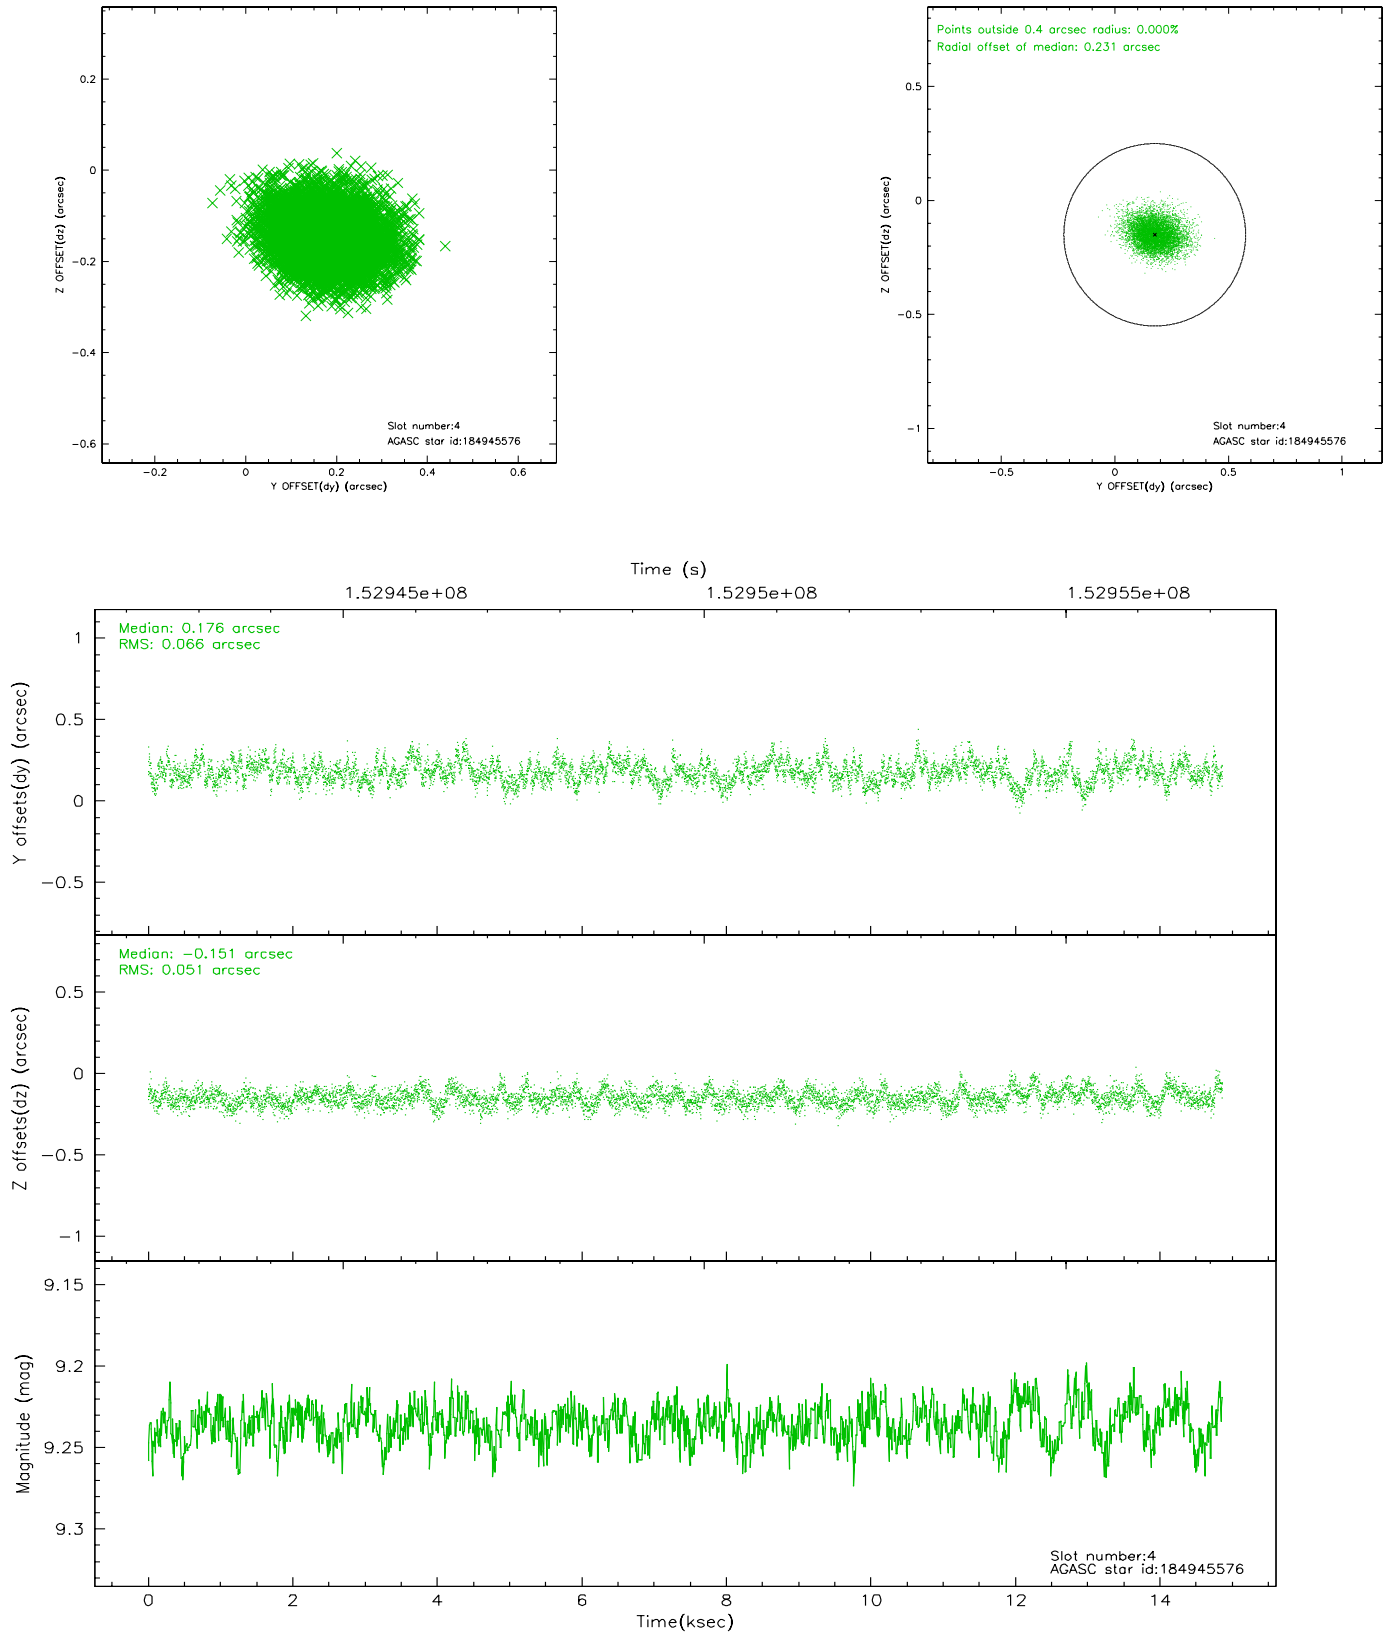 0.2
0
−0.2
−0.4
−0.6
Z OFFSET(dz) (arcsec)
Slot number:4
AGASC star id:184945576
−0.2 0 0.2 0.4 0.6
Y OFFSET(dy) (arcsec)
Points outside 0.4 arcsec radius: 0.000%
Radial offset of median: 0.231 arcsec
0.5
0
−0.5
−1
Z OFFSET(dz) (arcsec)
Slot number:4
AGASC star id:184945576
−0.5 0 0.5 1
Y OFFSET(dy) (arcsec)
Time (s)
1.52945e+08 1.5295e+08 1.52955e+08
Median: 0.176 arcsec
RMS: 0.066 arcsec
1
0.5
0
−0.5
Y offsets(dy) (arcsec)
Median: −0.151 arcsec
RMS: 0.051 arcsec
0.5
0
−0.5
−1
Z offsets(dz) (arcsec)
9.15
9.2
9.25
9.3
Magnitude (mag)
Slot number:4
AGASC star id:184945576
0 2 4 6 8 10 12 14
Time(ksec)